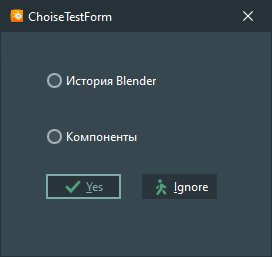 ChoiseTestForm
История Blender
Компоненты
Yes
Ignore